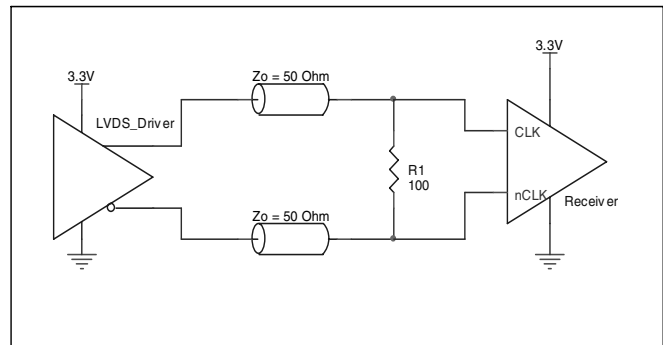 3.3V
LVDS_Driver
Zo = 50 Ohm
Zo = 50 Ohm
R1
100
3.3V
CLK
nCLK
Receiver